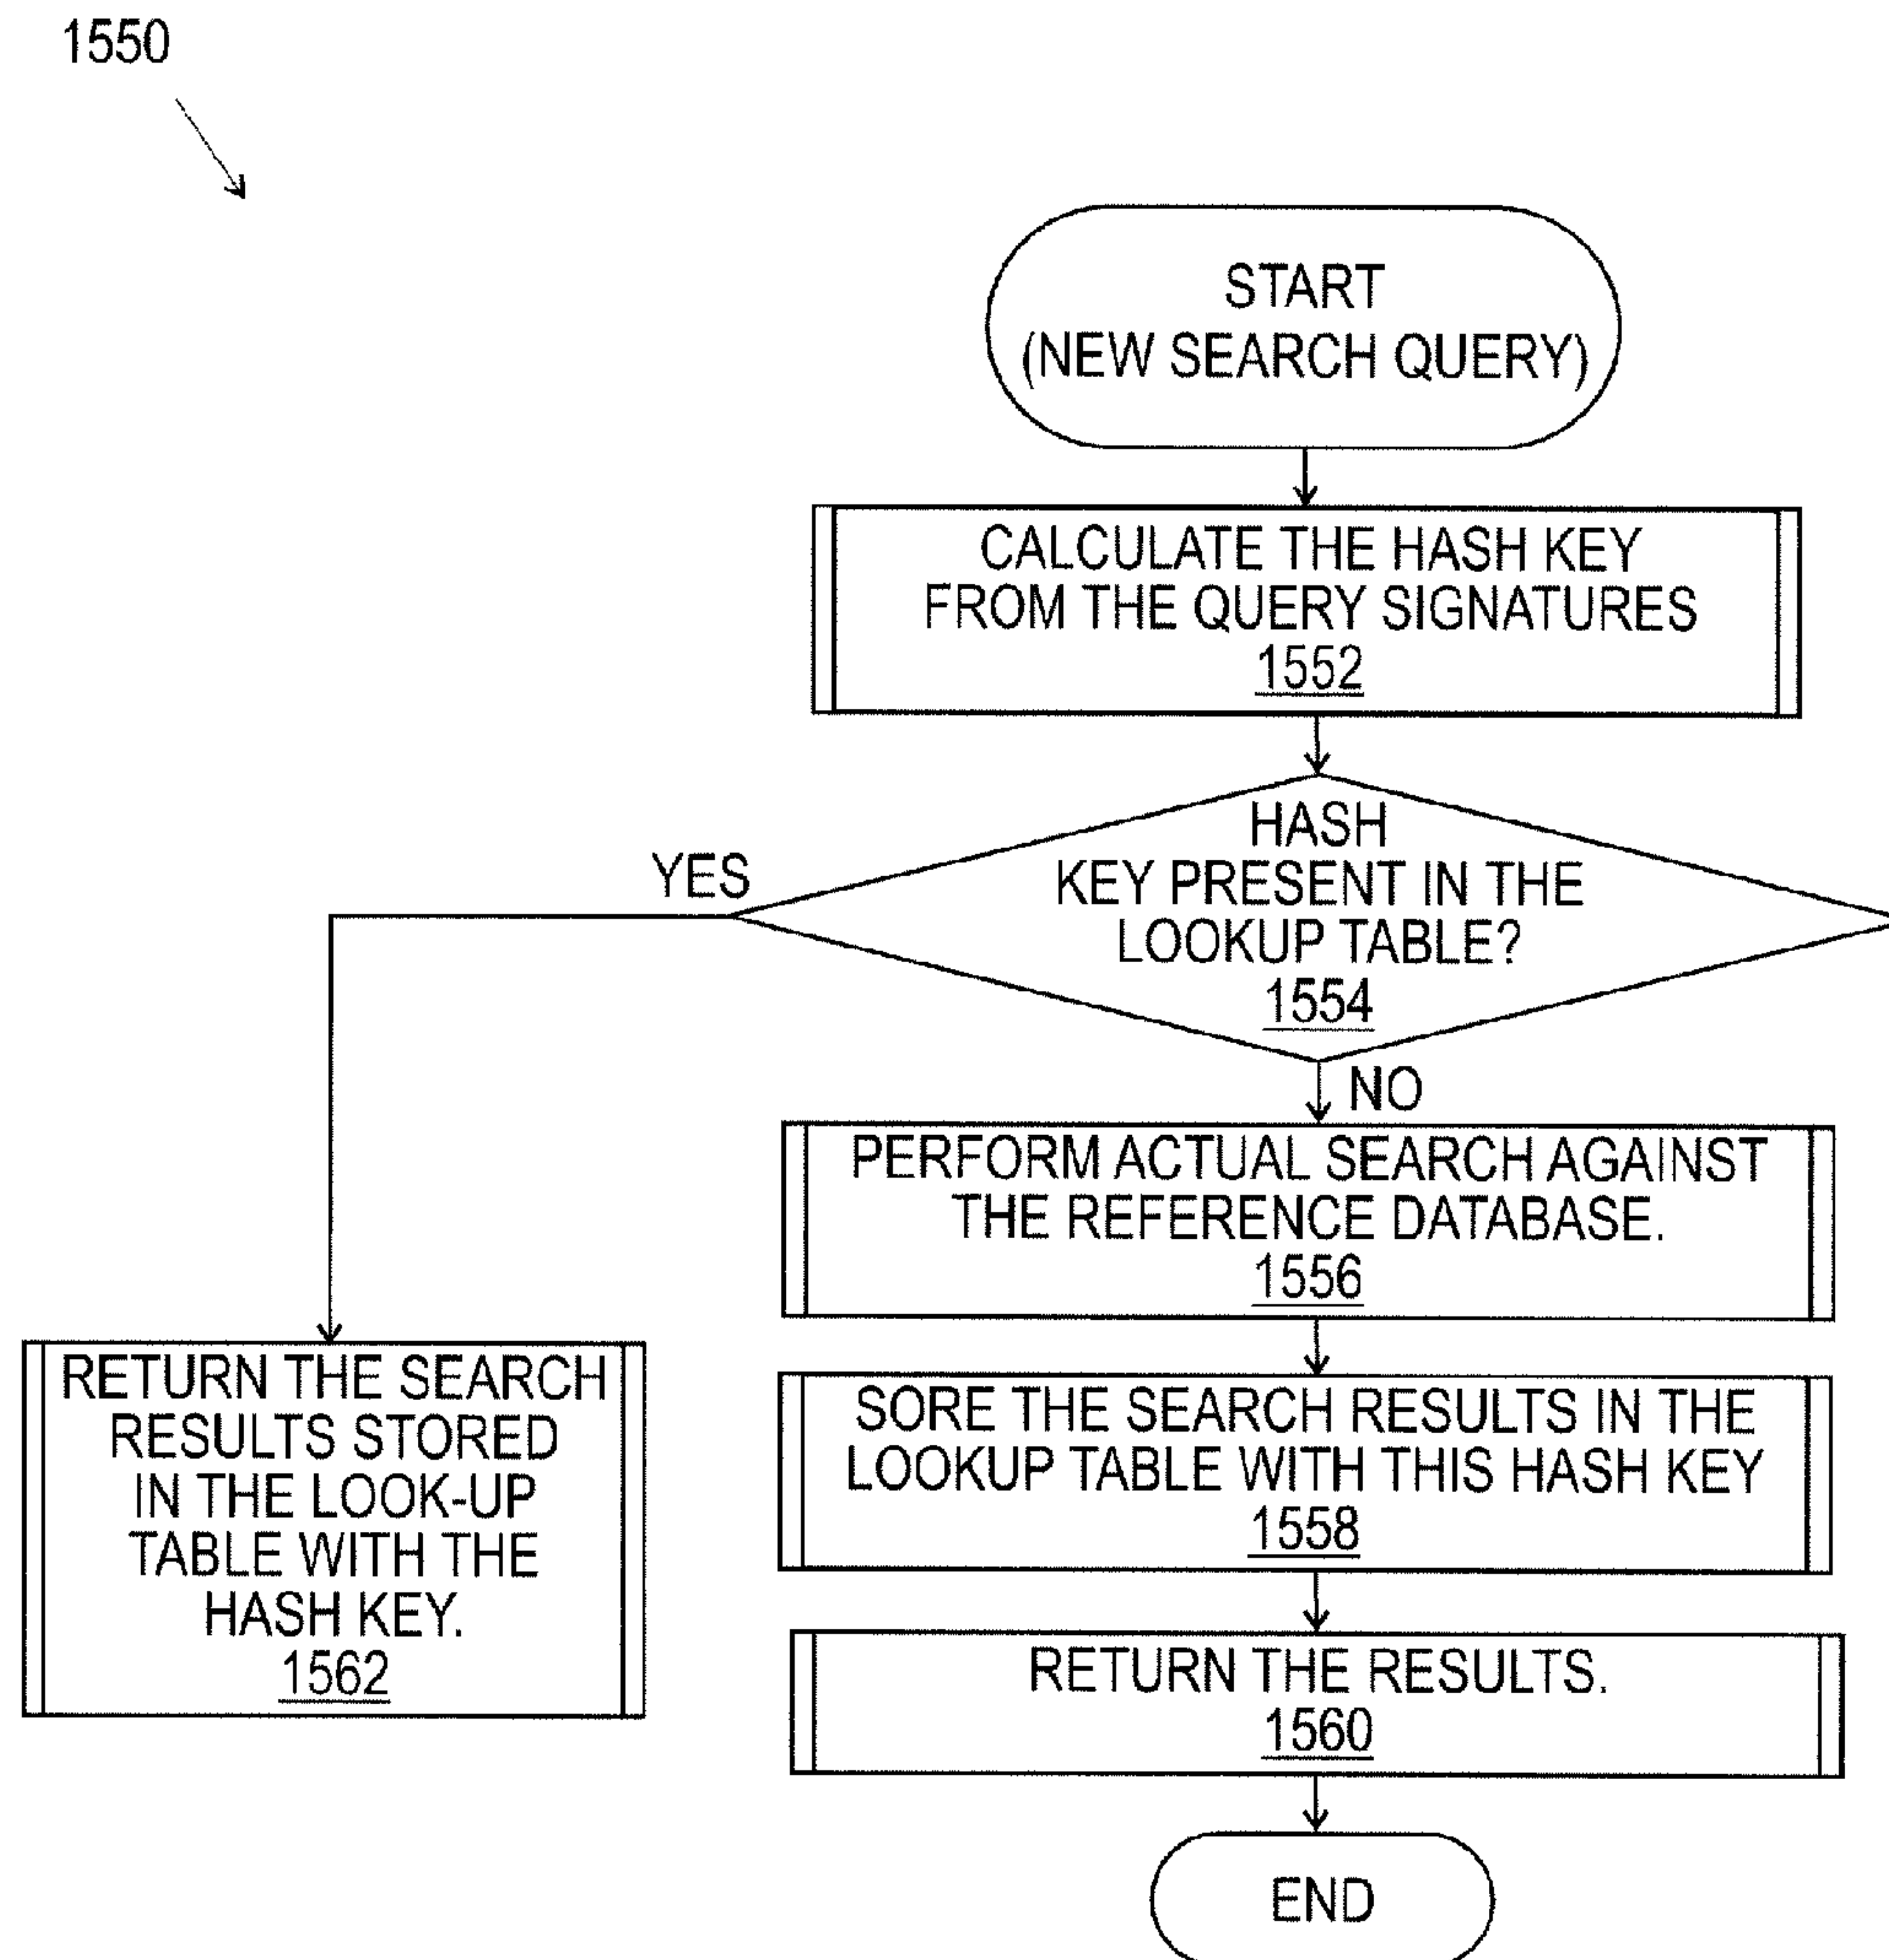 1550
START
(NEW SEARCH QUERY)
CALCULATE THE HASH KEY
FROM THE QUERY SIGNATURES
1552
HASH
KEY PRESENT IN THE
LOOKUP TABLE?
1554
YES
NO
PERFORM ACTUAL SEARCH AGAINST
THE REFERENCE DATABASE.
1556
SORE THE SEARCH RESULTS IN THE
LOOKUP TABLE WITH THIS HASH KEY
1558
RETURN THE RESULTS.
1560
END
RETURN THE SEARCH
RESULTS STORED
IN THE LOOK-UP
TABLE WITH THE
HASH KEY.
1562